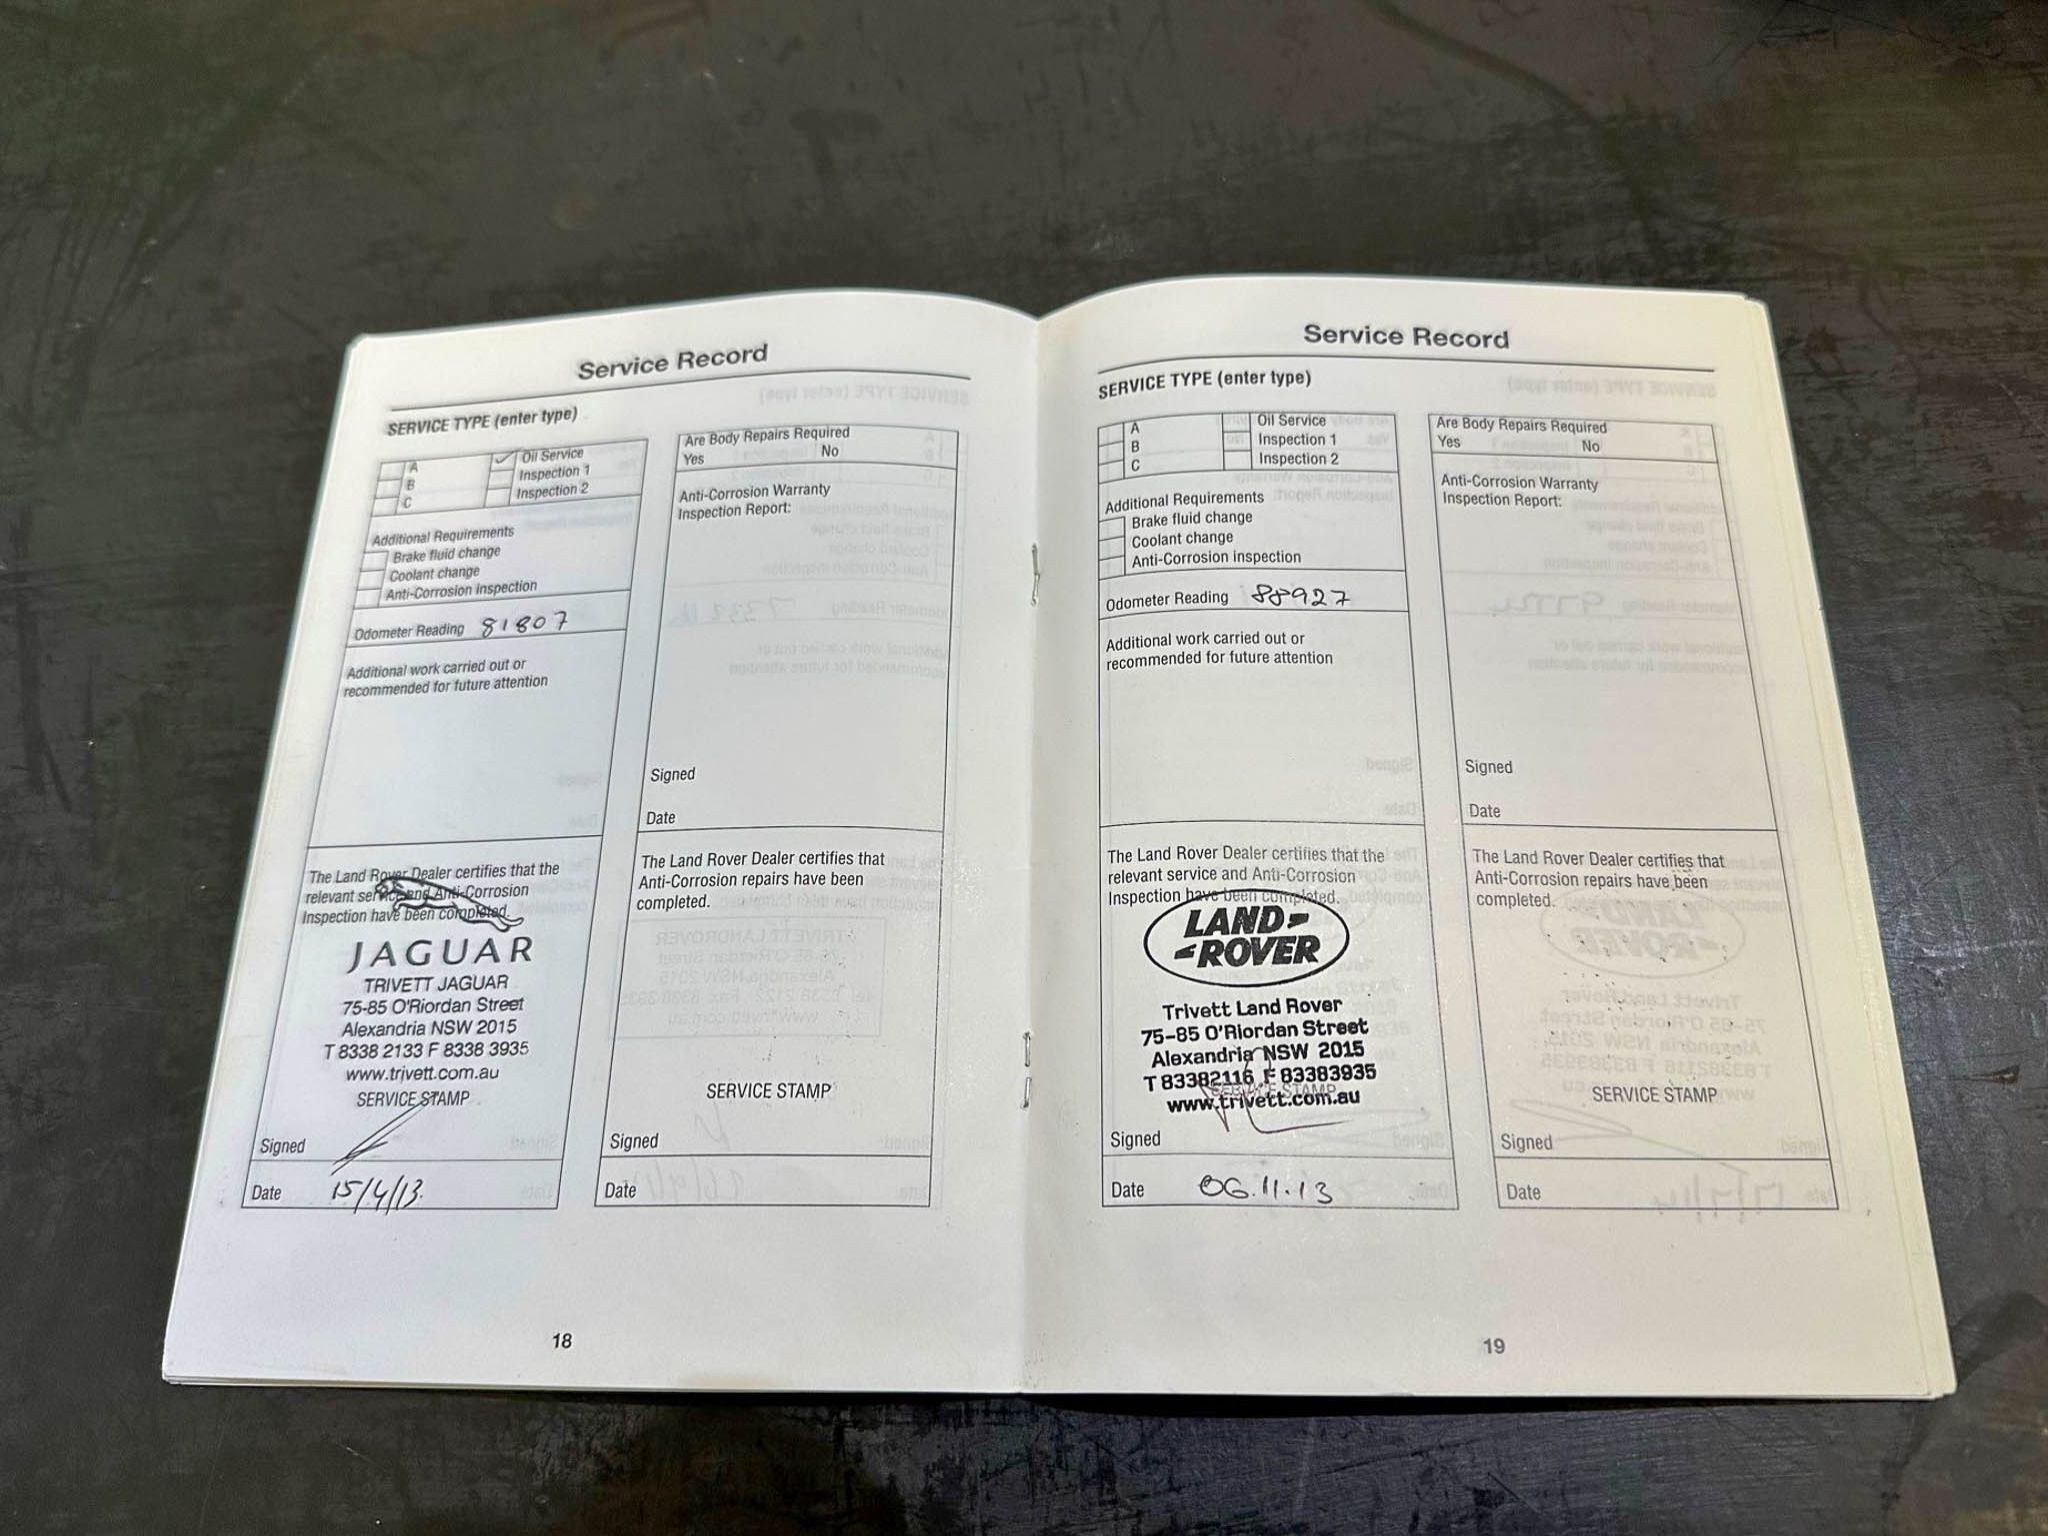 Service Record
SERVICE TYPE (enter type)
A
B
C
Oil Service
Inspection 1
Inspection 2
Additional Requirements
Brake fluid change
Coolant change
Anti-Corrosion Inspection
Odometer Reading 81807
Additional work carried out or
recommended for future attention
The Land Rover Dealer certifies that the
relevant service and Anti-Corrosion
Inspection have been completed.
JAGUAR
TRIVETT JAGUAR
75-85 O'Riordan Street
Alexandria NSW 2015
T 8338 2133 F 8338 3935
www.trivett.com.au
SERVICE STAMP
Signed
Date 15/4/13.
Are Body Repairs Required
Yes No
Anti-Corrosion Warranty
Inspection Report:
Signed
Date
The Land Rover Dealer certifies that
Anti-Corrosion repairs have been
completed.
SERVICE STAMP
Signed
Date
18
Service Record
SERVICE TYPE (enter type)
A
B
C
Oil Service
Inspection 1
Inspection 2
Additional Requirements
Brake fluid change
Coolant change
Anti-Corrosion inspection
Odometer Reading 88927
Additional work carried out or
recommended for future attention
The Land Rover Dealer certifies that the
relevant service and Anti-Corrosion
Inspection have been completed.
LAND
ROVER
Trivett Land Rover
75-85 O'Riordan Street
Alexandria NSW 2015
T 83382116 F 83383935
SERVICE STAMP
www.trivett.com.au
Signed
Date 06.11.13
Are Body Repairs Required
Yes No
Anti-Corrosion Warranty
Inspection Report:
Signed
Date
The Land Rover Dealer certifies that
Anti-Corrosion repairs have been
completed.
SERVICE STAMP
Signed
Date
19